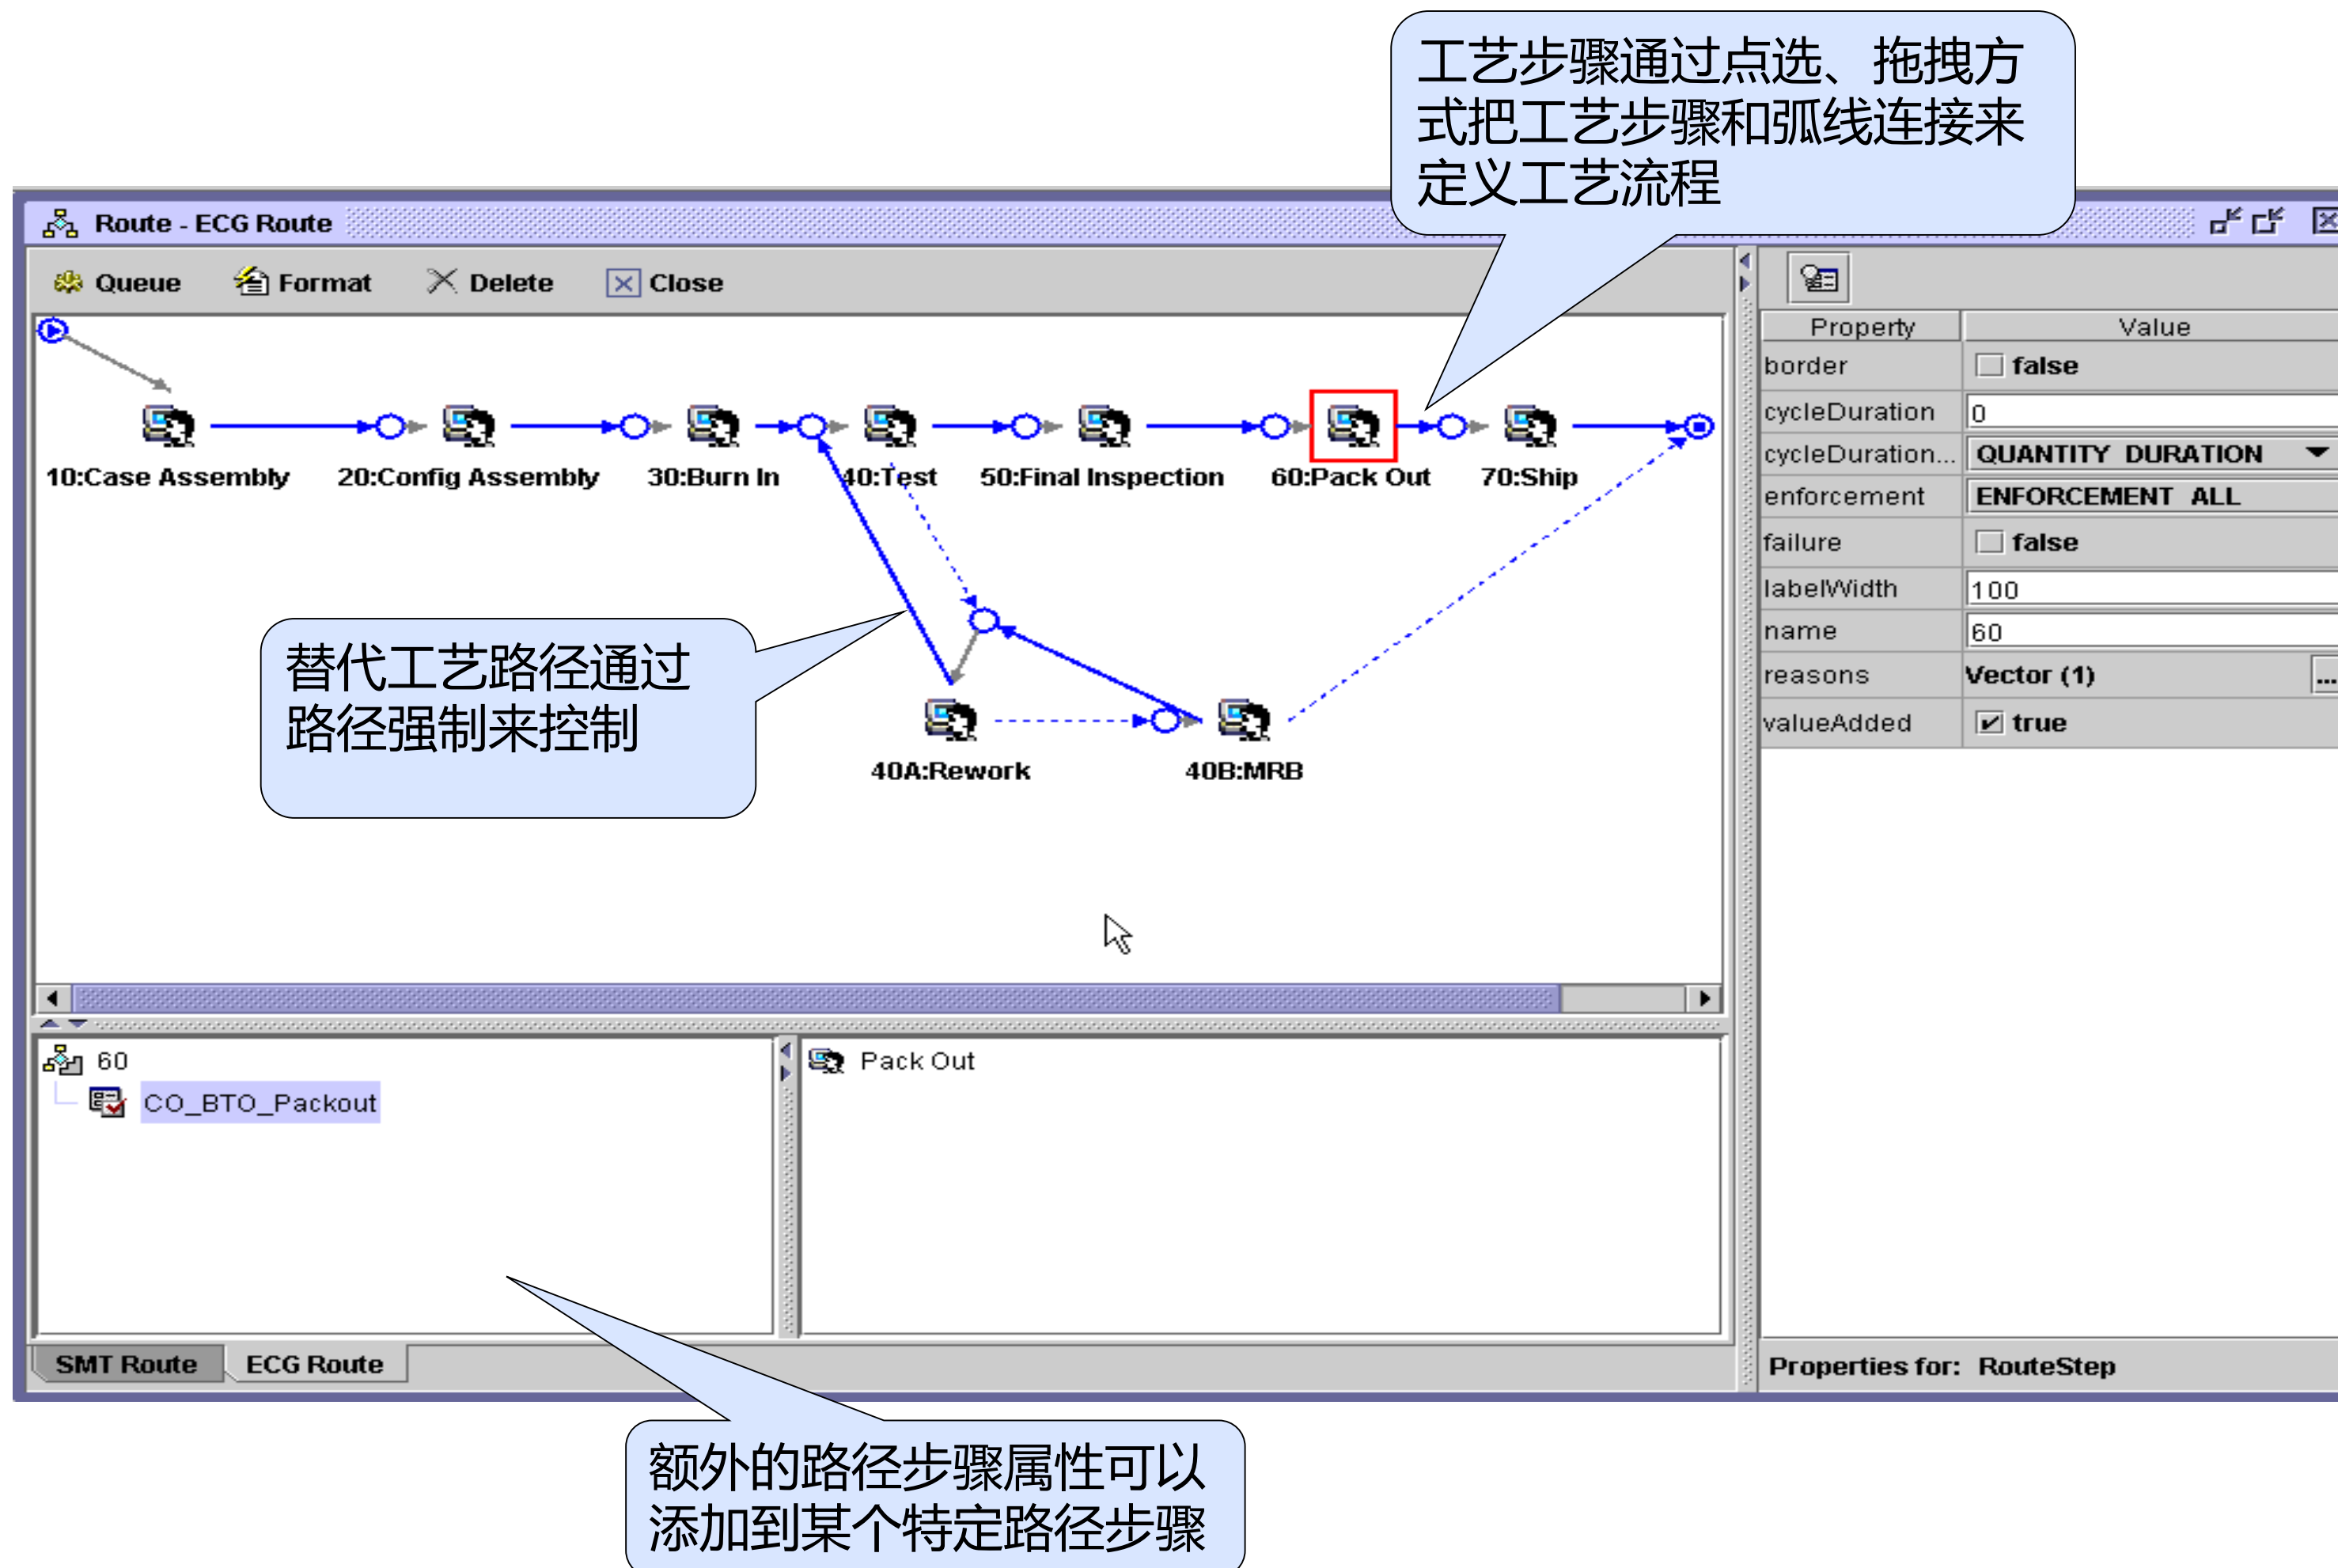 工艺步骤通过点选、拖拽方
式把工艺步骤和弧线连接来
定义工艺流程
Route - ECG Route
Queue Format Delete Close
Property Value
border false
cycleDuration 0
cycleDuration... QUANTITY DURATION
enforcement ENFORCEMENT ALL
failure false
labelWidth 100
name 60
reasons Vector (1) ...
valueAdded true
10:Case Assembly 20:Config Assembly 30:Burn In 40:Test 50:Final Inspection 60:Pack Out 70:Ship
替代工艺路径通过
路径强制来控制
40A:Rework 40B:MRB
60
CO_BTO_Packout
Pack Out
SMT Route ECG Route
Properties for: RouteStep
额外的路径步骤属性可以
添加到某个特定路径步骤